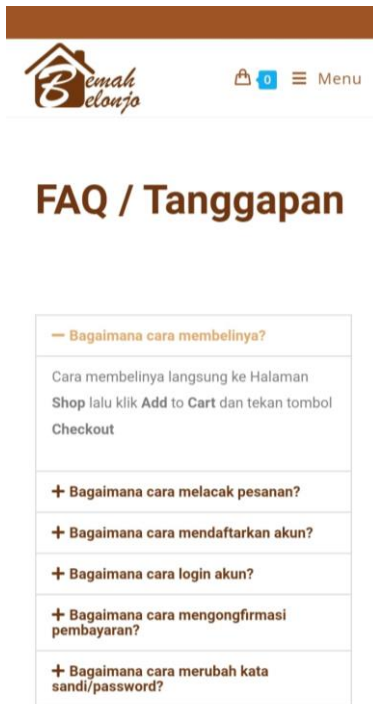 Bemah
Belonjo
0
Menu
FAQ / Tanggapan
Bagaimana cara membelinya?
Cara membelinya langsung ke Halaman
Shop lalu klik Add to Cart dan tekan tombol
Checkout
Bagaimana cara melacak pesanan?
Bagaimana cara mendaftarkan akun?
Bagaimana cara login akun?
Bagaimana cara mengongfirmasi
pembayaran?
Bagaimana cara merubah kata
sandi/password?